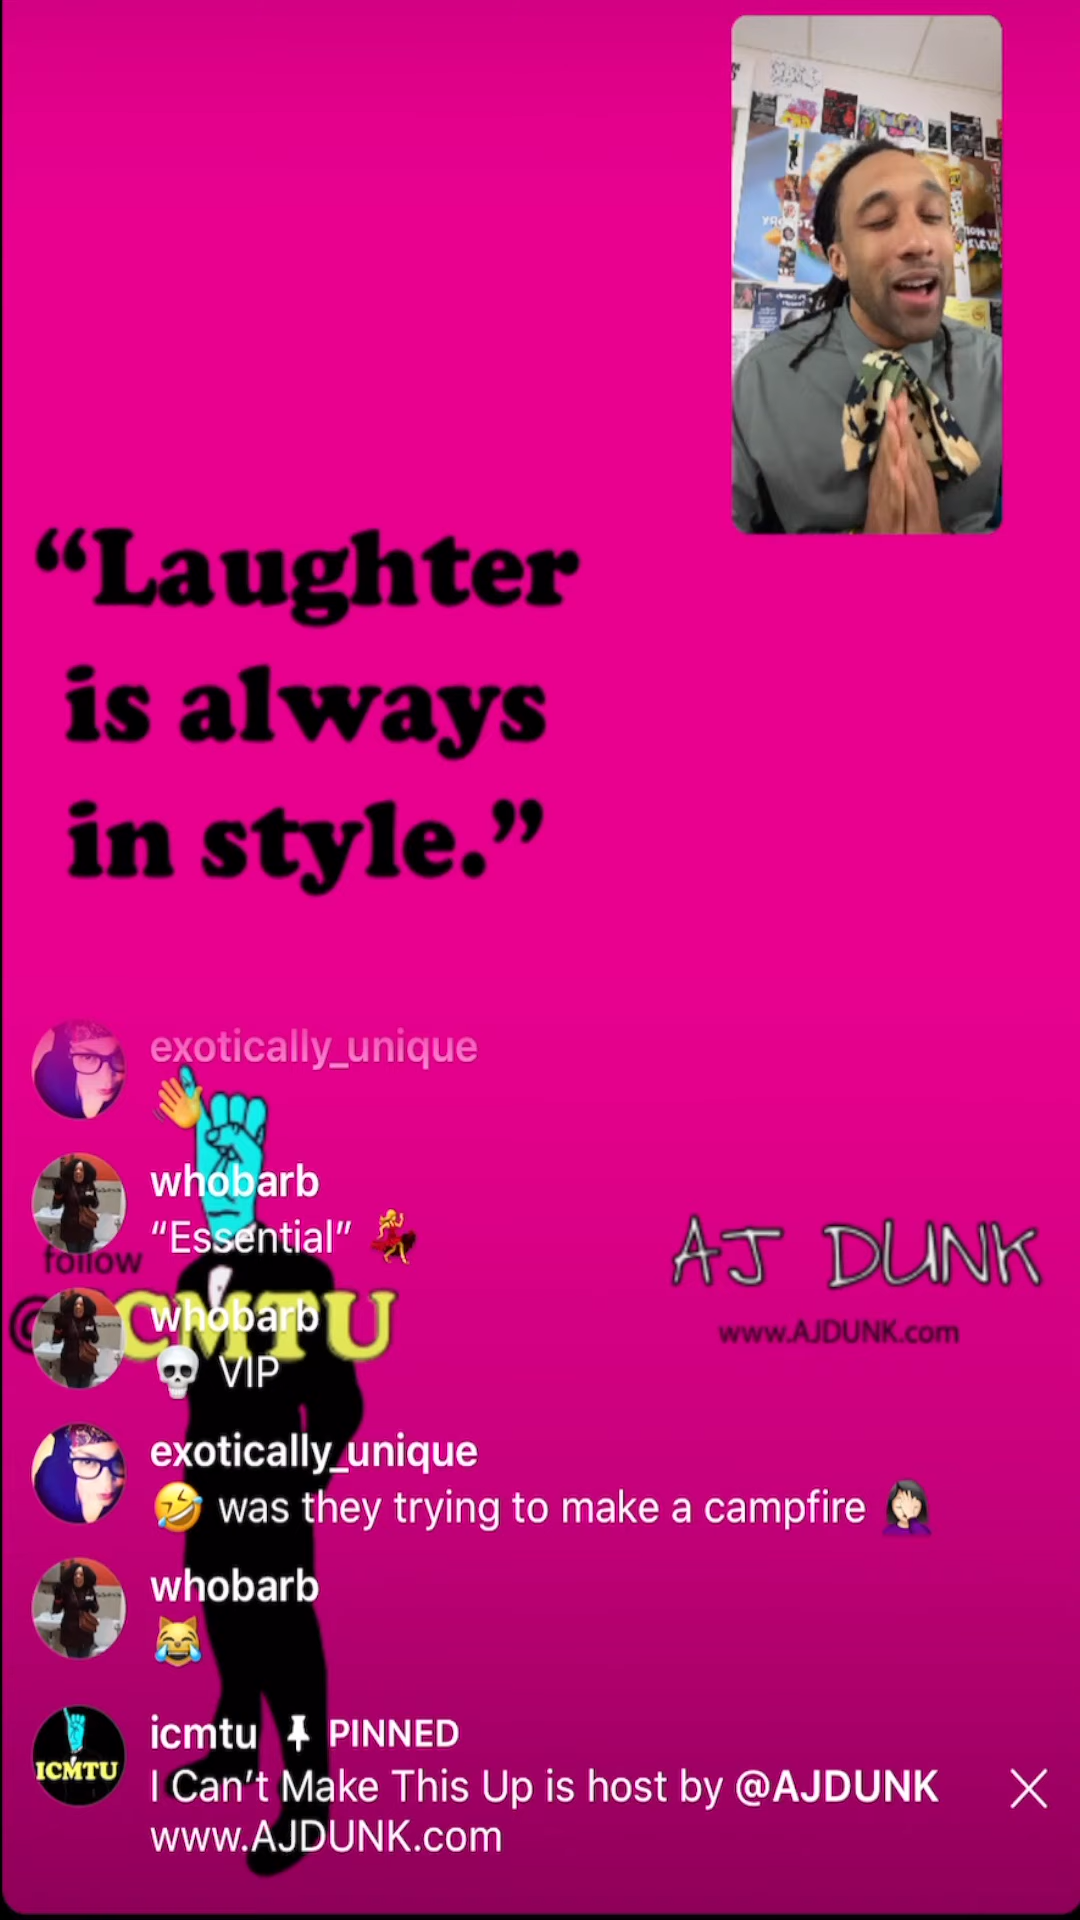 “Laughter
is always
in style.”
exotically_unique
👋
whobarb
“Essential” 💃
follow
@ICMTU
whobarb
💀 VIP
AJ DUNK
www.AJDUNK.com
exotically_unique
🤣 was they trying to make a campfire 🤦🏻‍♀️
whobarb
😹
ICMTU
icmtu 📌 PINNED
I Can’t Make This Up is host by @AJDUNK
www.AJDUNK.com